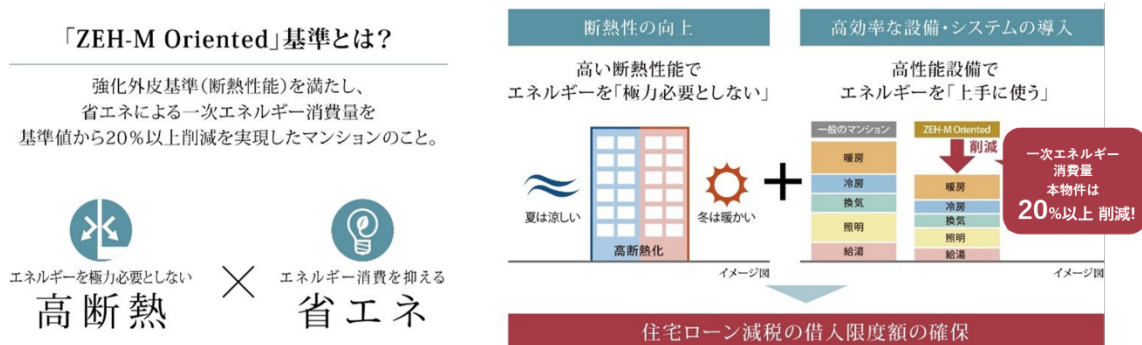 「ZEH-M Oriented」基準とは？
強化外皮基準（断熱性能）を満たし、
省エネによる一次エネルギー消費量を
基準値から20％以上削減を実現したマンションのこと。
エネルギーを極力必要としない
高断熱
×
エネルギー消費を抑える
省エネ
断熱性の向上
高い断熱性能で
エネルギーを「極力必要としない」
夏は涼しい
冬は暖かい
高断熱化
イメージ図
+
高効率な設備・システムの導入
高性能設備で
エネルギーを「上手に使う」
一般のマンション
暖房
冷房
換気
照明
給湯
ZEH-M Oriented
削減
暖房
冷房
換気
照明
給湯
一次エネルギー
消費量
本物件は
20%以上 削減!
イメージ図
住宅ローン減税の借入限度額の確保